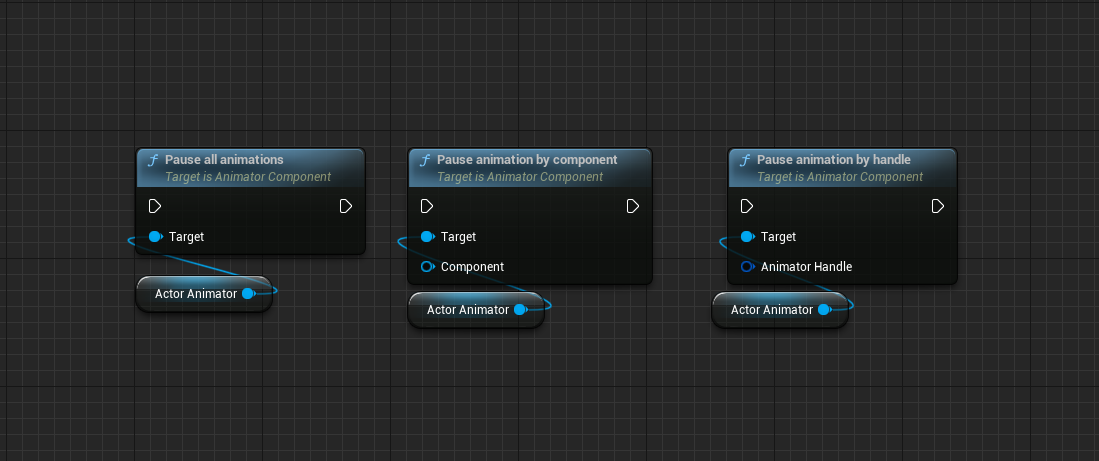 Pause all animations
Target is Animator Component
Target
Actor Animator
Pause animation by component
Target is Animator Component
Target
Component
Actor Animator
Pause animation by handle
Target is Animator Component
Target
Animator Handle
Actor Animator